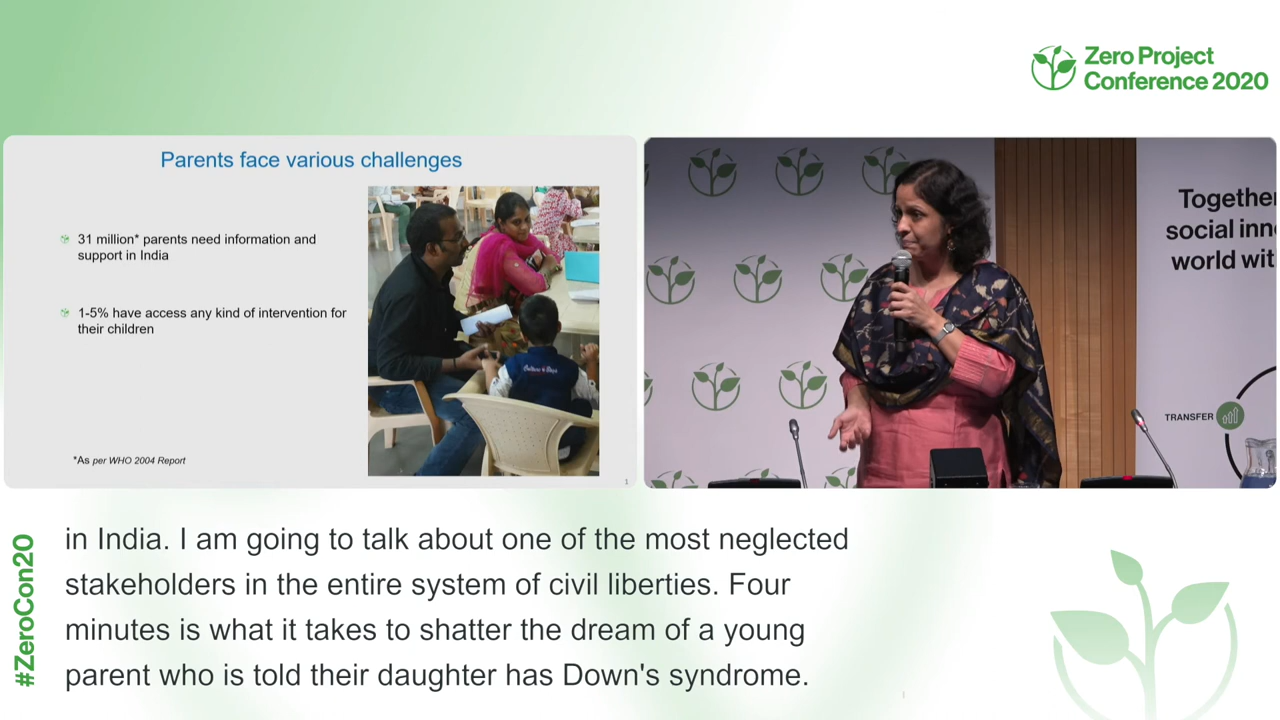 Zero Project
Conference 2020
Parents face various challenges
31 million* parents need information and
support in India
1-5% have access any kind of intervention for
their children
*As per WHO 2004 Report
1
Together
social inn
world wit
TRANSFER
#ZeroCon20
in India. I am going to talk about one of the most neglected
stakeholders in the entire system of civil liberties. Four
minutes is what it takes to shatter the dream of a young
parent who is told their daughter has Down's syndrome.
1